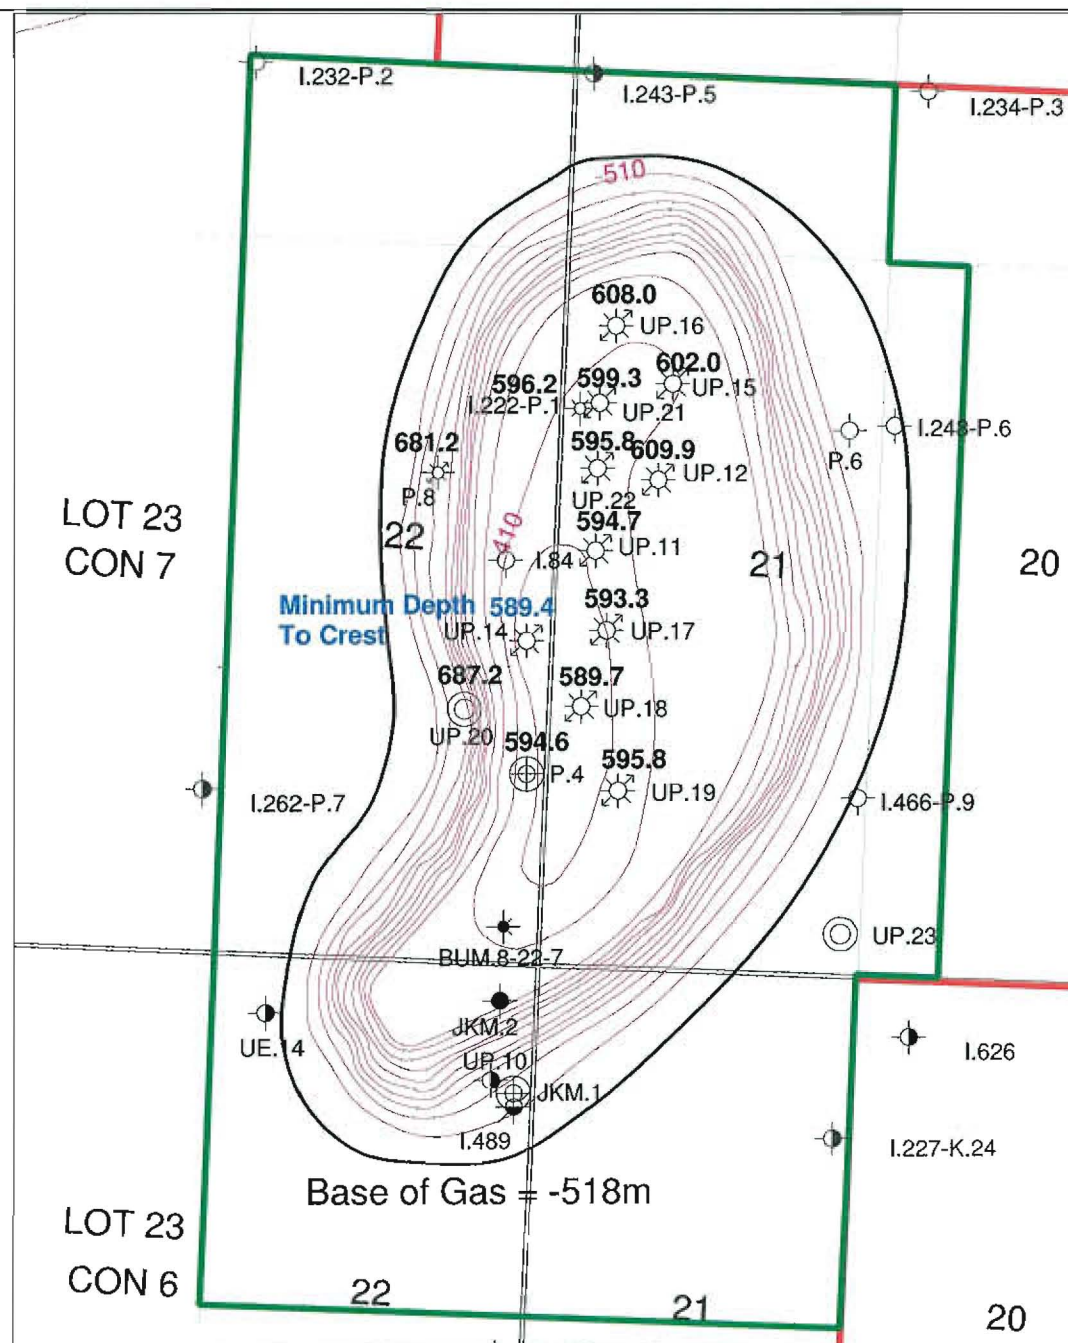 I.232-P.2
I.243-P.5
I.234-P.3
-510
608.0
UP.16
602.0
UP.15
596.2
599.3
I.222-P.1
UP.21
I.248-P.6
P.6
681.2
P.8
595.8
609.9
UP.12
UP.22
LOT 23
CON 7
22
410
594.7
UP.11
I.84
21
20
Minimum Depth 589.4
To Crest
UP.14
593.3
UP.17
687.2
UP.20
589.7
UP.18
594.6
P.4
595.8
UP.19
I.262-P.7
I.466-P.9
UP.23
BUM.8-22-7
JKM.2
UE.14
UP.10
JKM.1
I.489
I.626
I.227-K.24
Base of Gas = -518m
LOT 23
CON 6
22
21
20